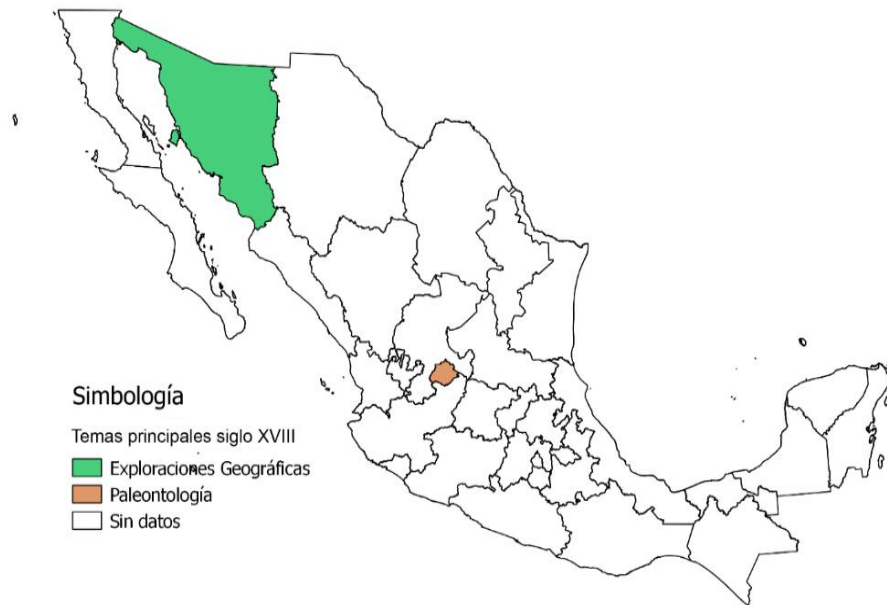 Simbología
Temas principales siglo XVIII
Exploraciones Geográficas
Paleontología
Sin datos